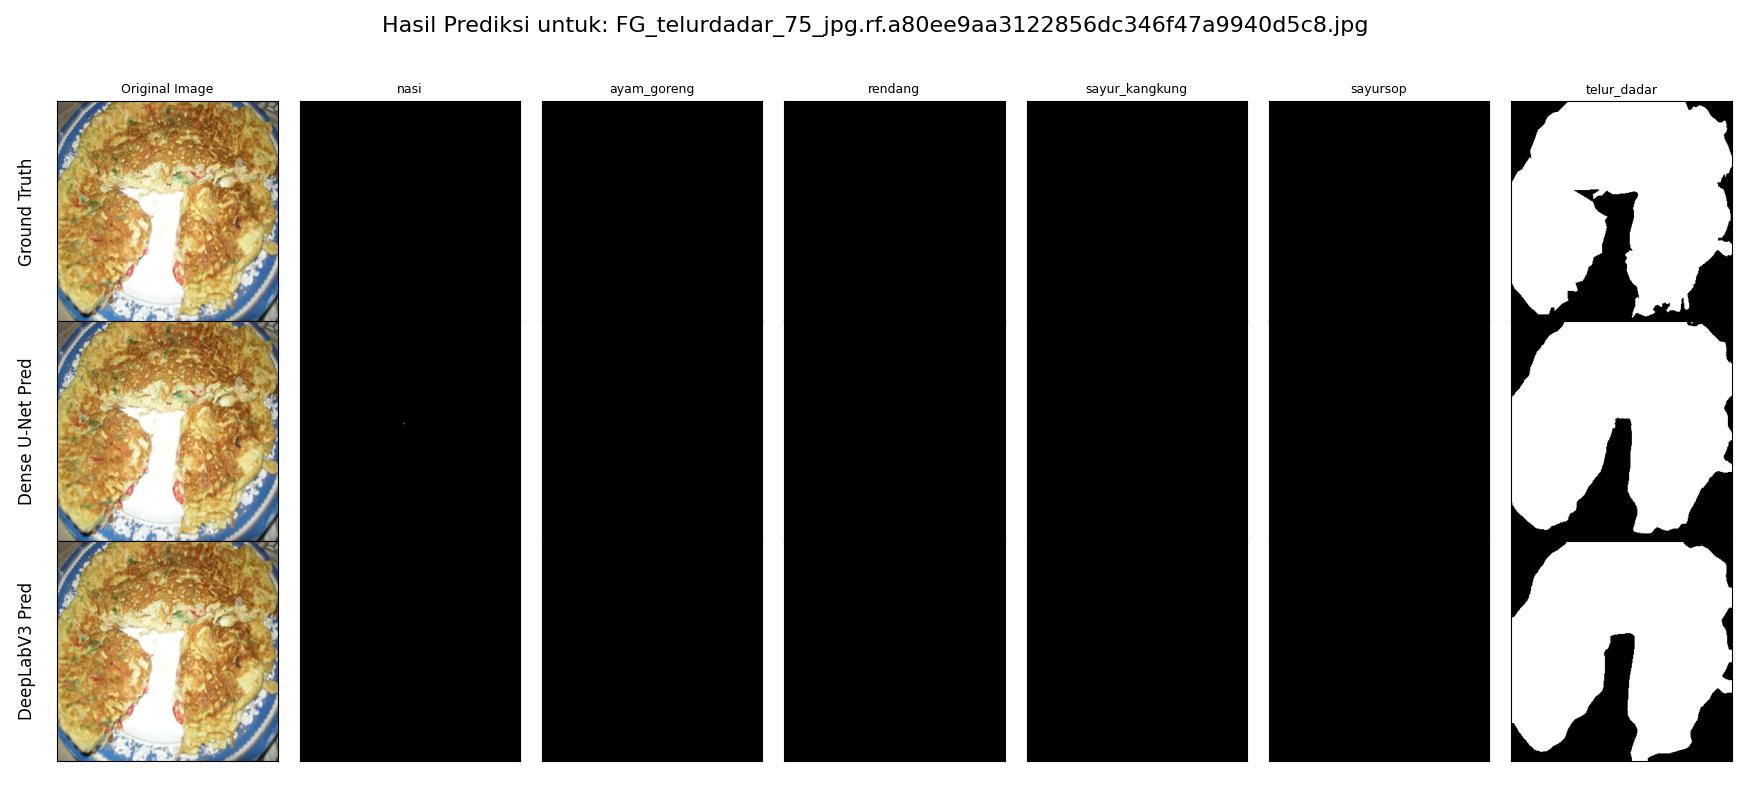 Hasil Prediksi untuk: FG_telurdadar_75_jpg.rf.a80ee9aa3122856dc346f47a9940d5c8.jpg
Original Image nasi ayam_goreng rendang sayur_kangkung sayursop telur_dadar
Ground Truth
Dense U-Net Pred
DeepLabV3 Pred